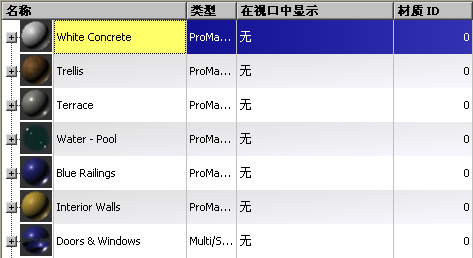 名称 类型 在视口中显示 材质 ID
White Concrete ProMa... 无 0
Trellis ProMa... 无 0
Terrace ProMa... 无 0
Water - Pool ProMa... 无 0
Blue Railings ProMa... 无 0
Interior Walls ProMa... 无 0
Doors & Windows Multi/S... 无 0